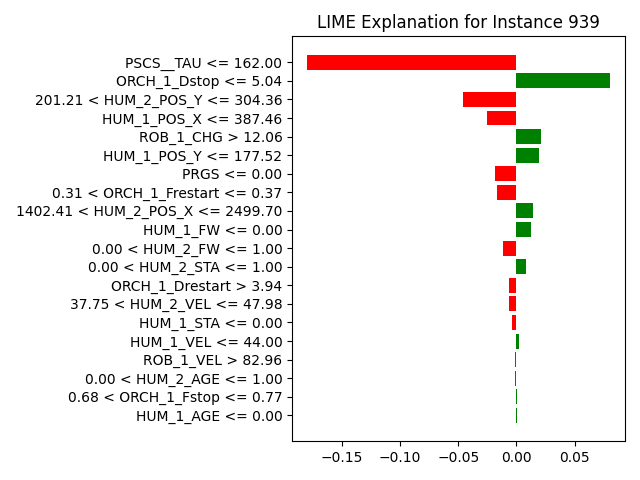 LIME Explanation for Instance 939
PSCS__TAU <= 162.00
ORCH_1_Dstop <= 5.04
201.21 < HUM_2_POS_Y <= 304.36
HUM_1_POS_X <= 387.46
ROB_1_CHG > 12.06
HUM_1_POS_Y <= 177.52
PRGS <= 0.00
0.31 < ORCH_1_Frestart <= 0.37
1402.41 < HUM_2_POS_X <= 2499.70
HUM_1_FW <= 0.00
0.00 < HUM_2_FW <= 1.00
0.00 < HUM_2_STA <= 1.00
ORCH_1_Drestart > 3.94
37.75 < HUM_2_VEL <= 47.98
HUM_1_STA <= 0.00
HUM_1_VEL <= 44.00
ROB_1_VEL > 82.96
0.00 < HUM_2_AGE <= 1.00
0.68 < ORCH_1_Fstop <= 0.77
HUM_1_AGE <= 0.00
−0.15 −0.10 −0.05 0.00 0.05